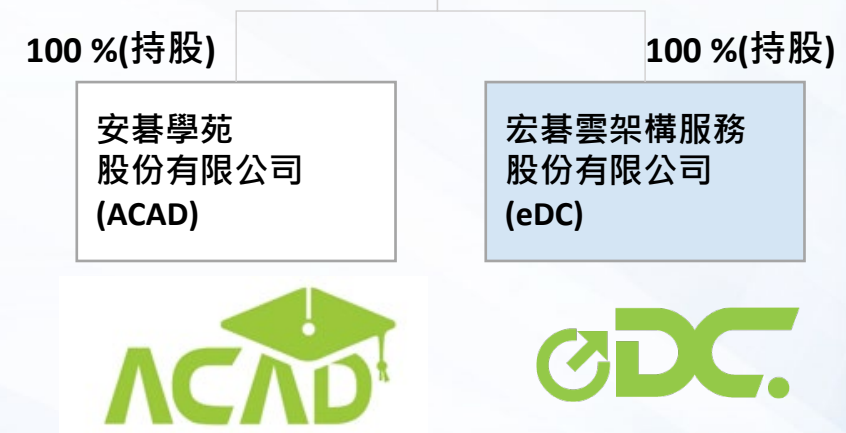 100 %(持股)
100 %(持股)
安碁學苑
股份有限公司
(ACAD)
宏碁雲架構服務
股份有限公司
(eDC)
ACAD
eDC.